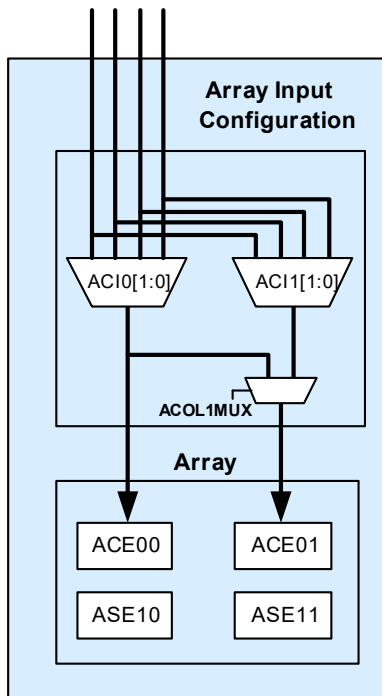 Array Input
Configuration
ACI0[1:0]
ACI1[1:0]
ACOL1MUX
Array
ACE00
ACE01
ASE10
ASE11